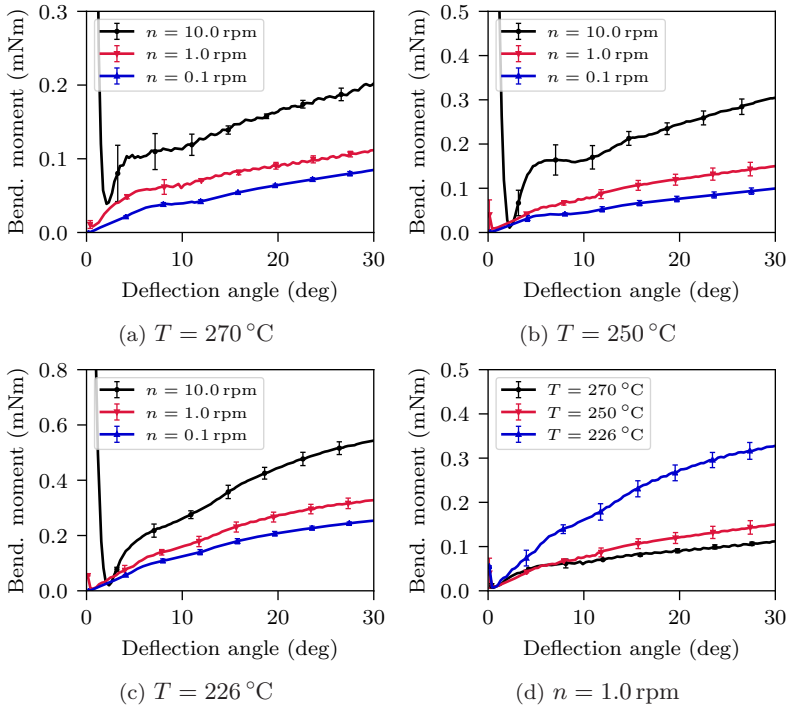 Bend. moment (mNm)
0.3
0.2
0.1
0.0
n = 10.0 rpm
n = 1.0 rpm
n = 0.1 rpm
0 10 20 30
Deflection angle (deg)
(a) T = 270 °C
Bend. moment (mNm)
0.5
0.4
0.3
0.2
0.1
0.0
n = 10.0 rpm
n = 1.0 rpm
n = 0.1 rpm
0 10 20 30
Deflection angle (deg)
(b) T = 250 °C
Bend. moment (mNm)
0.8
0.6
0.4
0.2
0.0
n = 10.0 rpm
n = 1.0 rpm
n = 0.1 rpm
0 10 20 30
Deflection angle (deg)
(c) T = 226 °C
Bend. moment (mNm)
0.5
0.4
0.3
0.2
0.1
0.0
T = 270 °C
T = 250 °C
T = 226 °C
0 10 20 30
Deflection angle (deg)
(d) n = 1.0 rpm